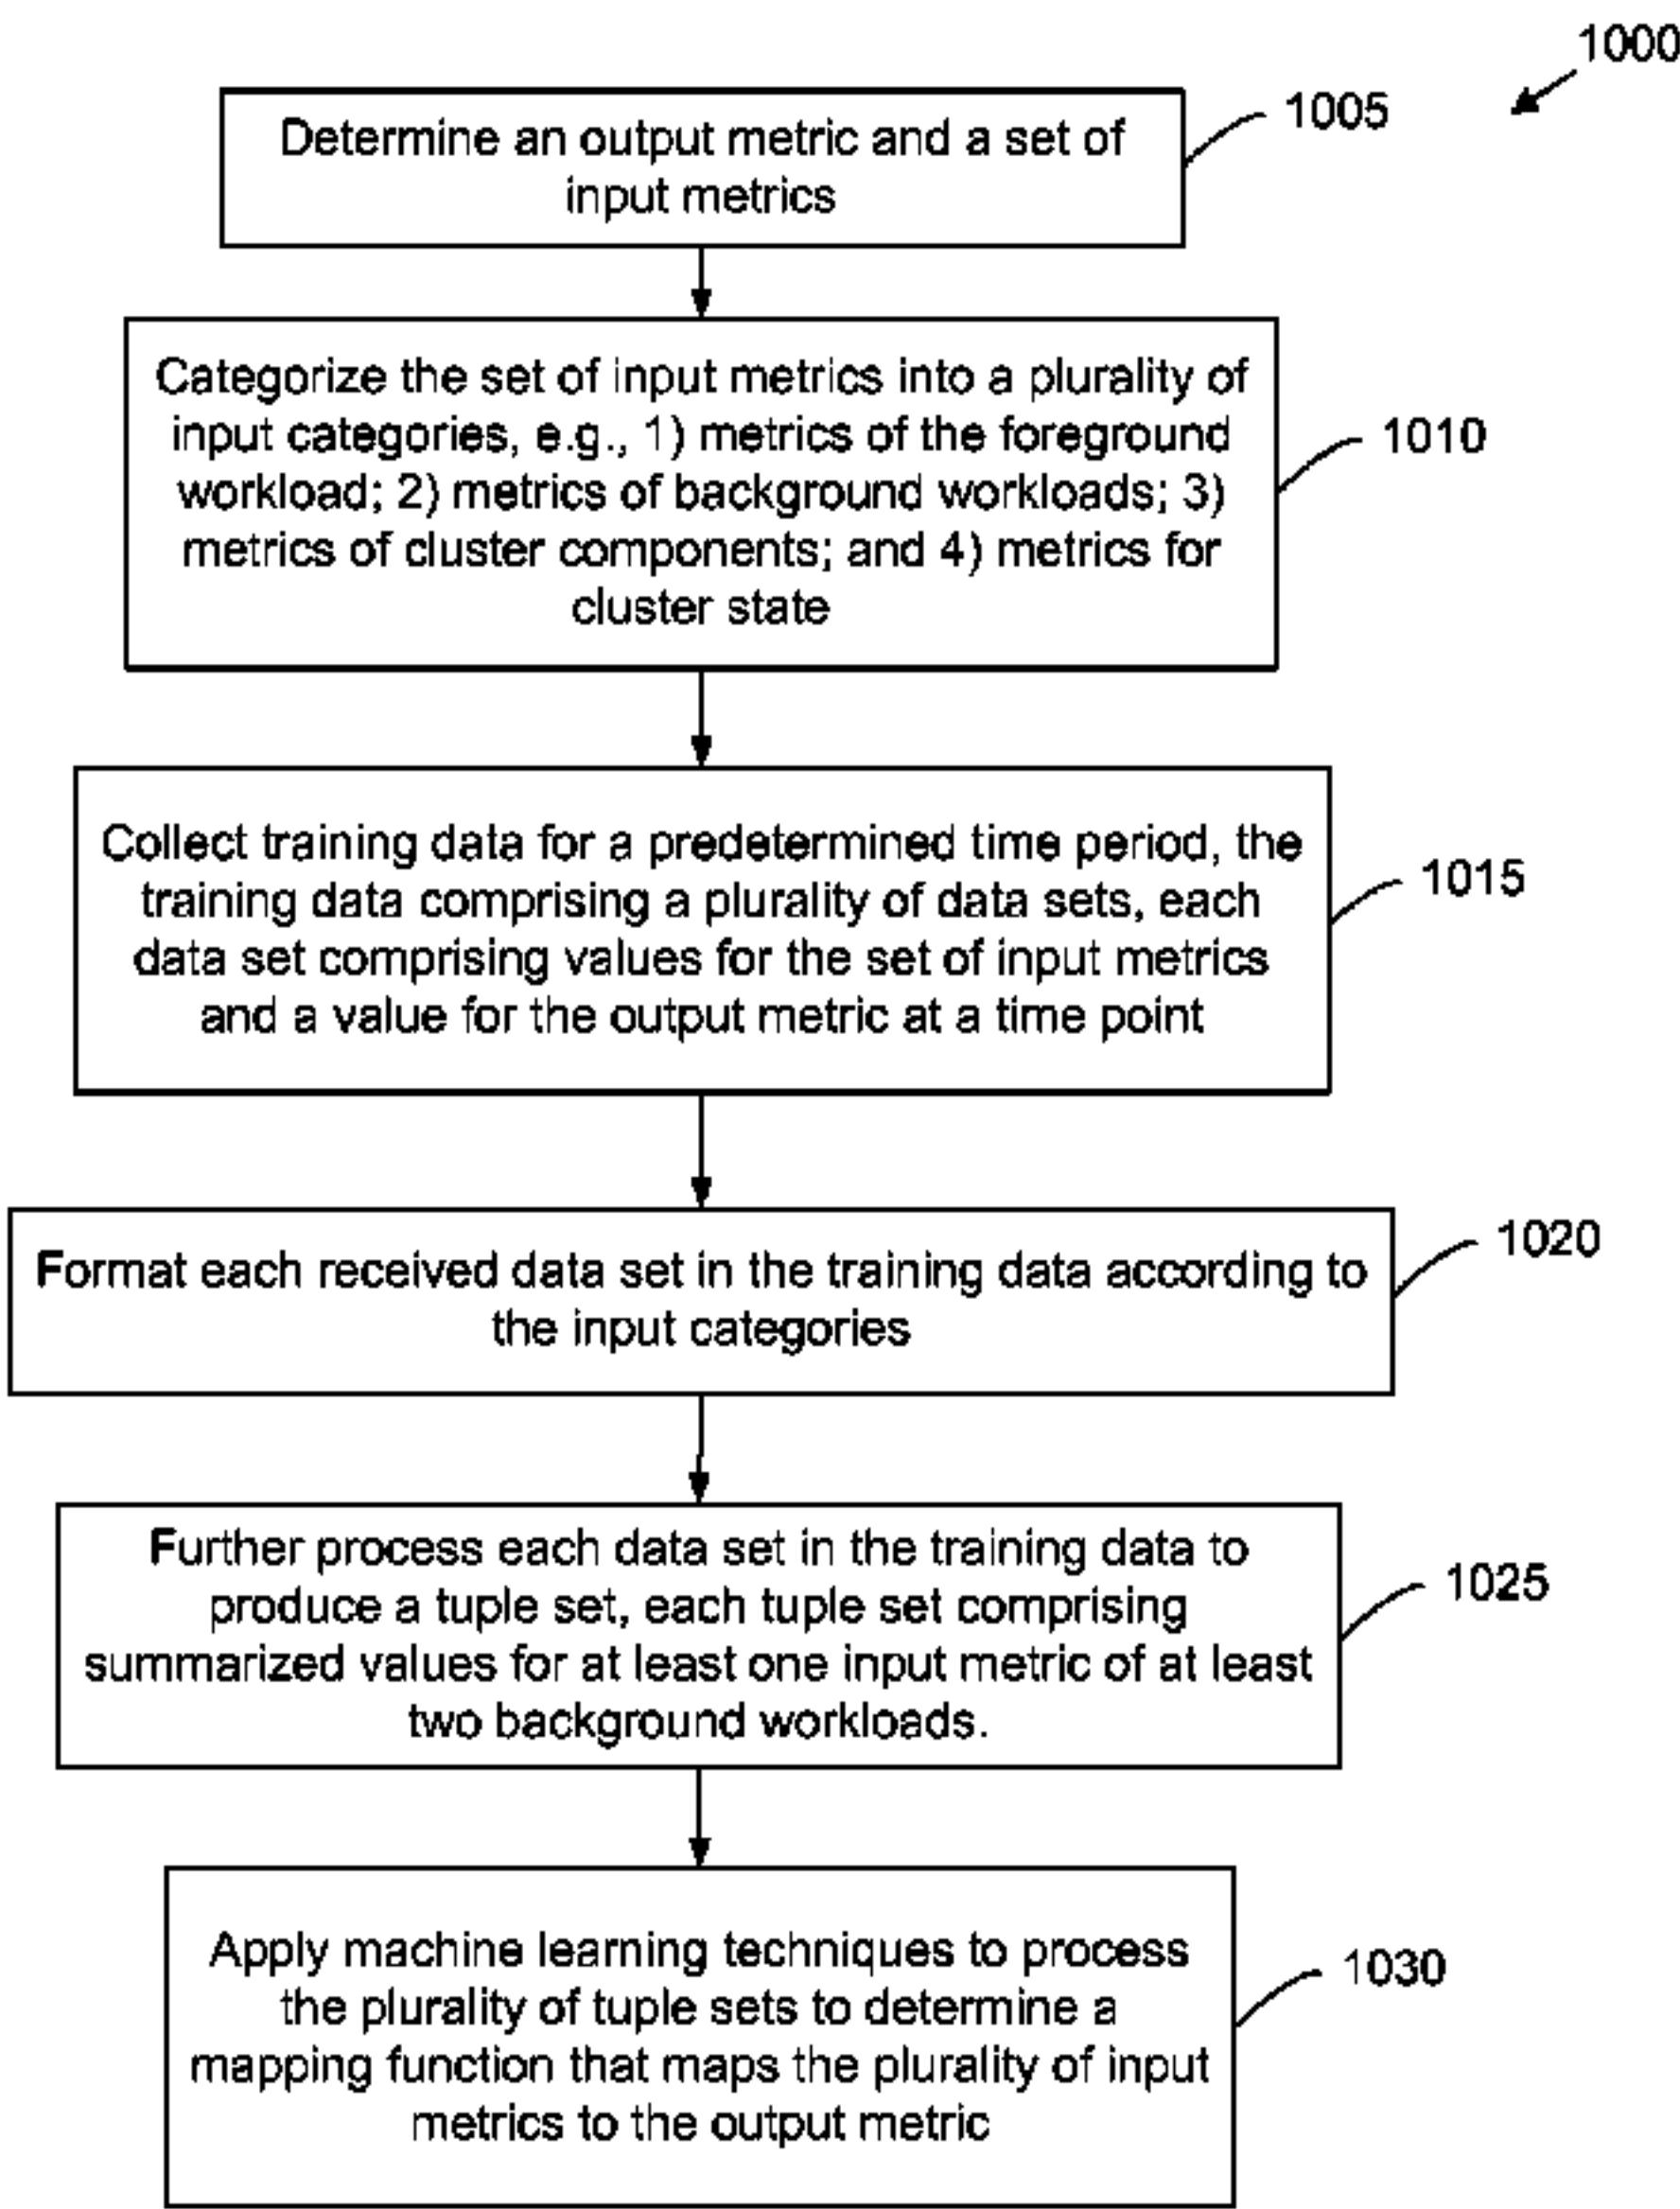 1000
Determine an output metric and a set of
input metrics
1005
Categorize the set of input metrics into a plurality of
input categories, e.g., 1) metrics of the foreground
workload; 2) metrics of background workloads; 3)
metrics of cluster components; and 4) metrics for
cluster state
1010
Collect training data for a predetermined time period, the
training data comprising a plurality of data sets, each
data set comprising values for the set of input metrics
and a value for the output metric at a time point
1015
Format each received data set in the training data according to
the input categories
1020
Further process each data set in the training data to
produce a tuple set, each tuple set comprising
summarized values for at least one input metric of at least
two background workloads.
1025
Apply machine learning techniques to process
the plurality of tuple sets to determine a
mapping function that maps the plurality of input
metrics to the output metric
1030